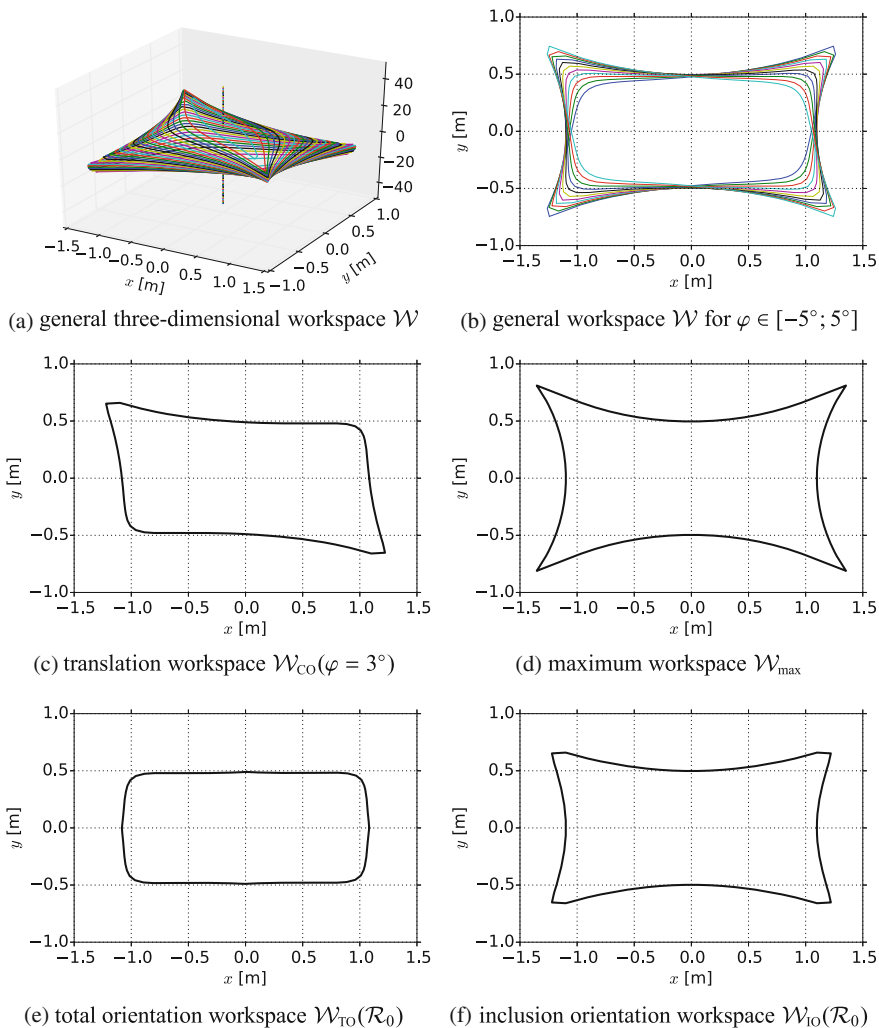 40
20
0
−20
−40
−1.5
−1.0
−0.5
0.0
0.5
1.0
1.5
x [m]
−1.0
−0.5
0.0
0.5
1.0
y [m]
(a) general three-dimensional workspace 𝒲
1.0
0.5
0.0
−0.5
−1.0
y [m]
−1.5 −1.0 −0.5 0.0 0.5 1.0 1.5
x [m]
(b) general workspace 𝒲 for φ ∈ [−5°; 5°]
1.0
0.5
0.0
−0.5
−1.0
y [m]
−1.5 −1.0 −0.5 0.0 0.5 1.0 1.5
x [m]
(c) translation workspace 𝒲CO(φ = 3°)
1.0
0.5
0.0
−0.5
−1.0
y [m]
−1.5 −1.0 −0.5 0.0 0.5 1.0 1.5
x [m]
(d) maximum workspace 𝒲max
1.0
0.5
0.0
−0.5
−1.0
y [m]
−1.5 −1.0 −0.5 0.0 0.5 1.0 1.5
x [m]
(e) total orientation workspace 𝒲TO(ℛ0)
1.0
0.5
0.0
−0.5
−1.0
y [m]
−1.5 −1.0 −0.5 0.0 0.5 1.0 1.5
x [m]
(f) inclusion orientation workspace 𝒲IO(ℛ0)